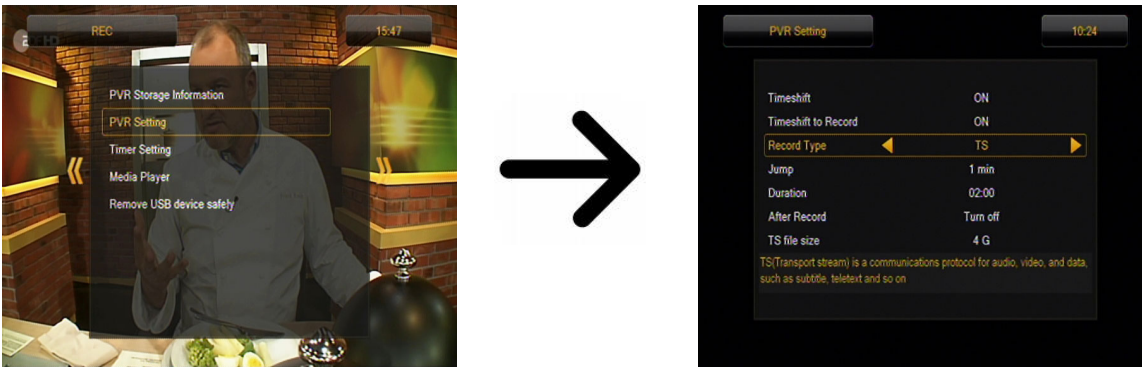 REC
15:47
PVR Storage Information
PVR Setting
Timer Setting
Media Player
Remove USB device safely
PVR Setting
10:24
Timeshift ON
Timeshift to Record ON
Record Type TS
Jump 1 min
Duration 02:00
After Record Turn off
TS file size 4 G
TS(Transport stream) is a communications protocol for audio, video, and data,
such as subtitle, teletext and so on